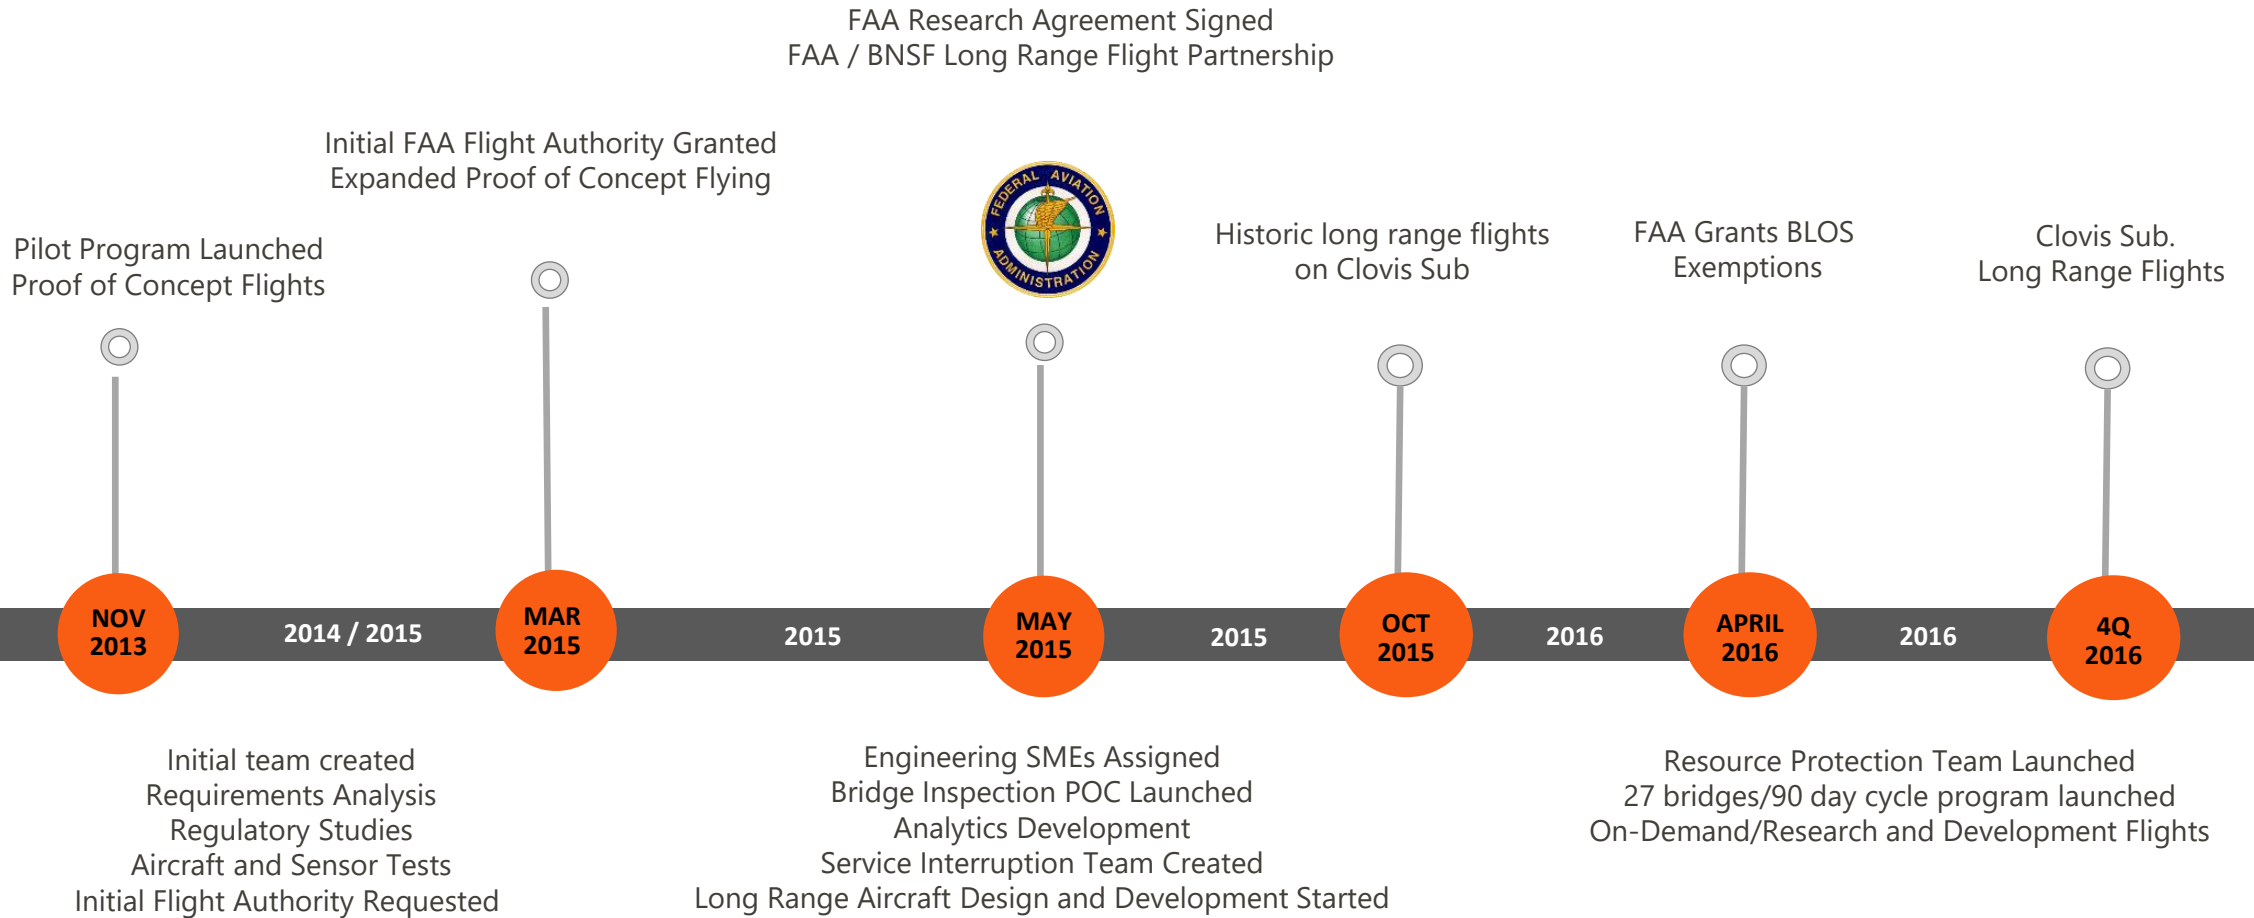 FAA Research Agreement Signed
FAA / BNSF Long Range Flight Partnership
Initial FAA Flight Authority Granted
Expanded Proof of Concept Flying
Pilot Program Launched
Proof of Concept Flights
FEDERAL AVIATION
ADMINISTRATION
Historic long range flights
on Clovis Sub
FAA Grants BLOS
Exemptions
Clovis Sub.
Long Range Flights
NOV
2013
2014 / 2015
MAR
2015
2015
MAY
2015
2015
OCT
2015
2016
APRIL
2016
2016
4Q
2016
Initial team created
Requirements Analysis
Regulatory Studies
Aircraft and Sensor Tests
Initial Flight Authority Requested
Engineering SMEs Assigned
Bridge Inspection POC Launched
Analytics Development
Service Interruption Team Created
Long Range Aircraft Design and Development Started
Resource Protection Team Launched
27 bridges/90 day cycle program launched
On-Demand/Research and Development Flights